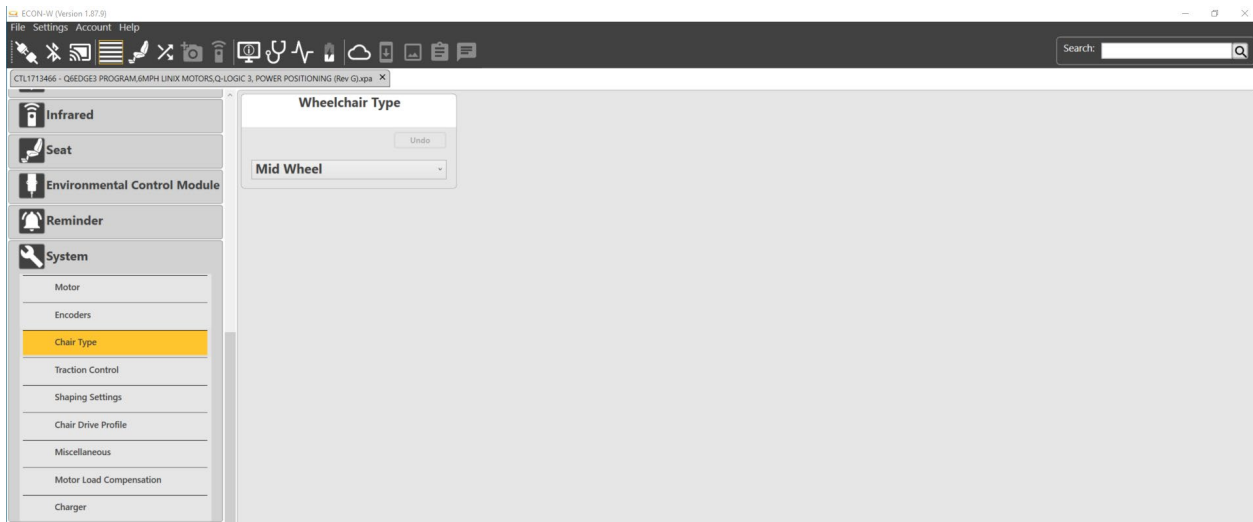 ECON-W (Version 1.87.9)
File Settings Account Help
Search:
CTL1713466 - Q6EDGE3 PROGRAM,6MPH LINIX MOTORS,Q-LOGIC 3, POWER POSITIONING (Rev G).xpa X
Infrared
Seat
Environmental Control Module
Reminder
System
Motor
Encoders
Chair Type
Traction Control
Shaping Settings
Chair Drive Profile
Miscellaneous
Motor Load Compensation
Charger
Wheelchair Type
Undo
Mid Wheel